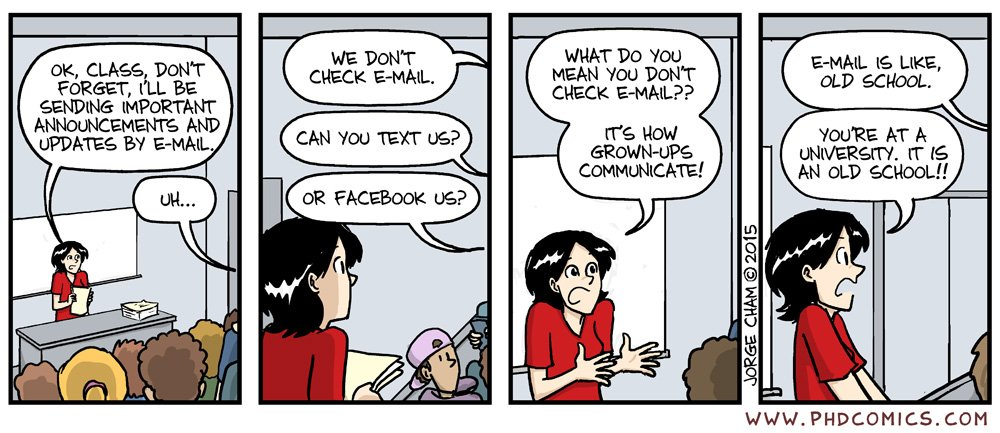 OK, CLASS, DON'T
FORGET, I'LL BE
SENDING IMPORTANT
ANNOUNCEMENTS AND
UPDATES BY E-MAIL.
UH...
WE DON'T
CHECK E-MAIL.
CAN YOU TEXT US?
OR FACEBOOK US?
WHAT DO YOU
MEAN YOU DON'T
CHECK E-MAIL??
IT'S HOW
GROWN-UPS
COMMUNICATE!
E-MAIL IS LIKE,
OLD SCHOOL.
YOU'RE AT A
UNIVERSITY. IT IS
AN OLD SCHOOL!!
JORGE CHAM © 2015
WWW.PHDCOMICS.COM